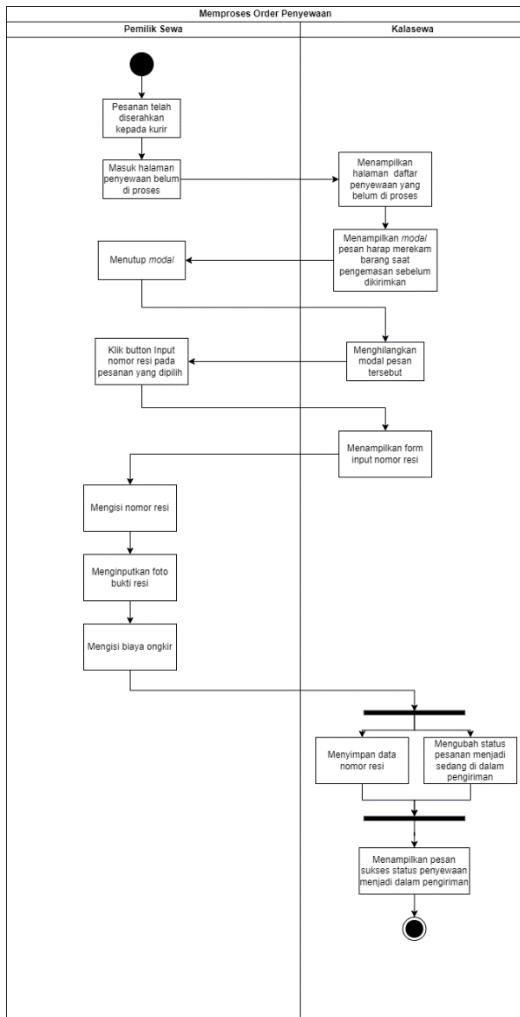 Memproses Order Penyewaan
Pemilik Sewa
Kalasewa
Pesanan telah
diserahkan
kepada kurir
Masuk halaman
penyewaan belum
di proses
Menampilkan
halaman daftar
penyewaan yang
belum di proses
Menampilkan modal
pesan harap merekam
barang saat
pengemasan sebelum
dikirimkan
Menutup modal
Menghilangkan
modal pesan
tersebut
Klik button Input
nomor resi pada
pesanan yang dipilih
Menampilkan form
input nomor resi
Mengisi nomor resi
Menginputkan foto
bukti resi
Mengisi biaya ongkir
Menyimpan data
nomor resi
Mengubah status
pesanan menjadi
sedang di dalam
pengiriman
Menampilkan pesan
sukses status penyewaan
menjadi dalam pengiriman